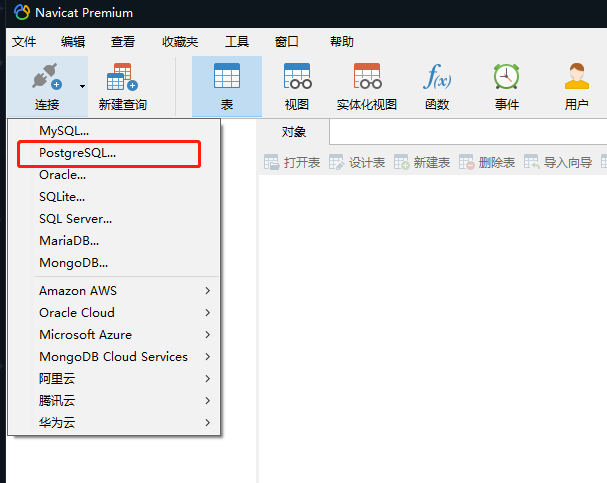 Navicat Premium
文件 编辑 查看 收藏夹 工具 窗口 帮助
连接 新建查询 表 视图 实体化视图 函数 事件 用户
f(x)
对象
打开表 设计表 新建表 删除表 导入向导
MySQL...
PostgreSQL...
Oracle...
SQLite...
SQL Server...
MariaDB...
MongoDB...
Amazon AWS
Oracle Cloud
Microsoft Azure
MongoDB Cloud Services
阿里云
腾讯云
华为云